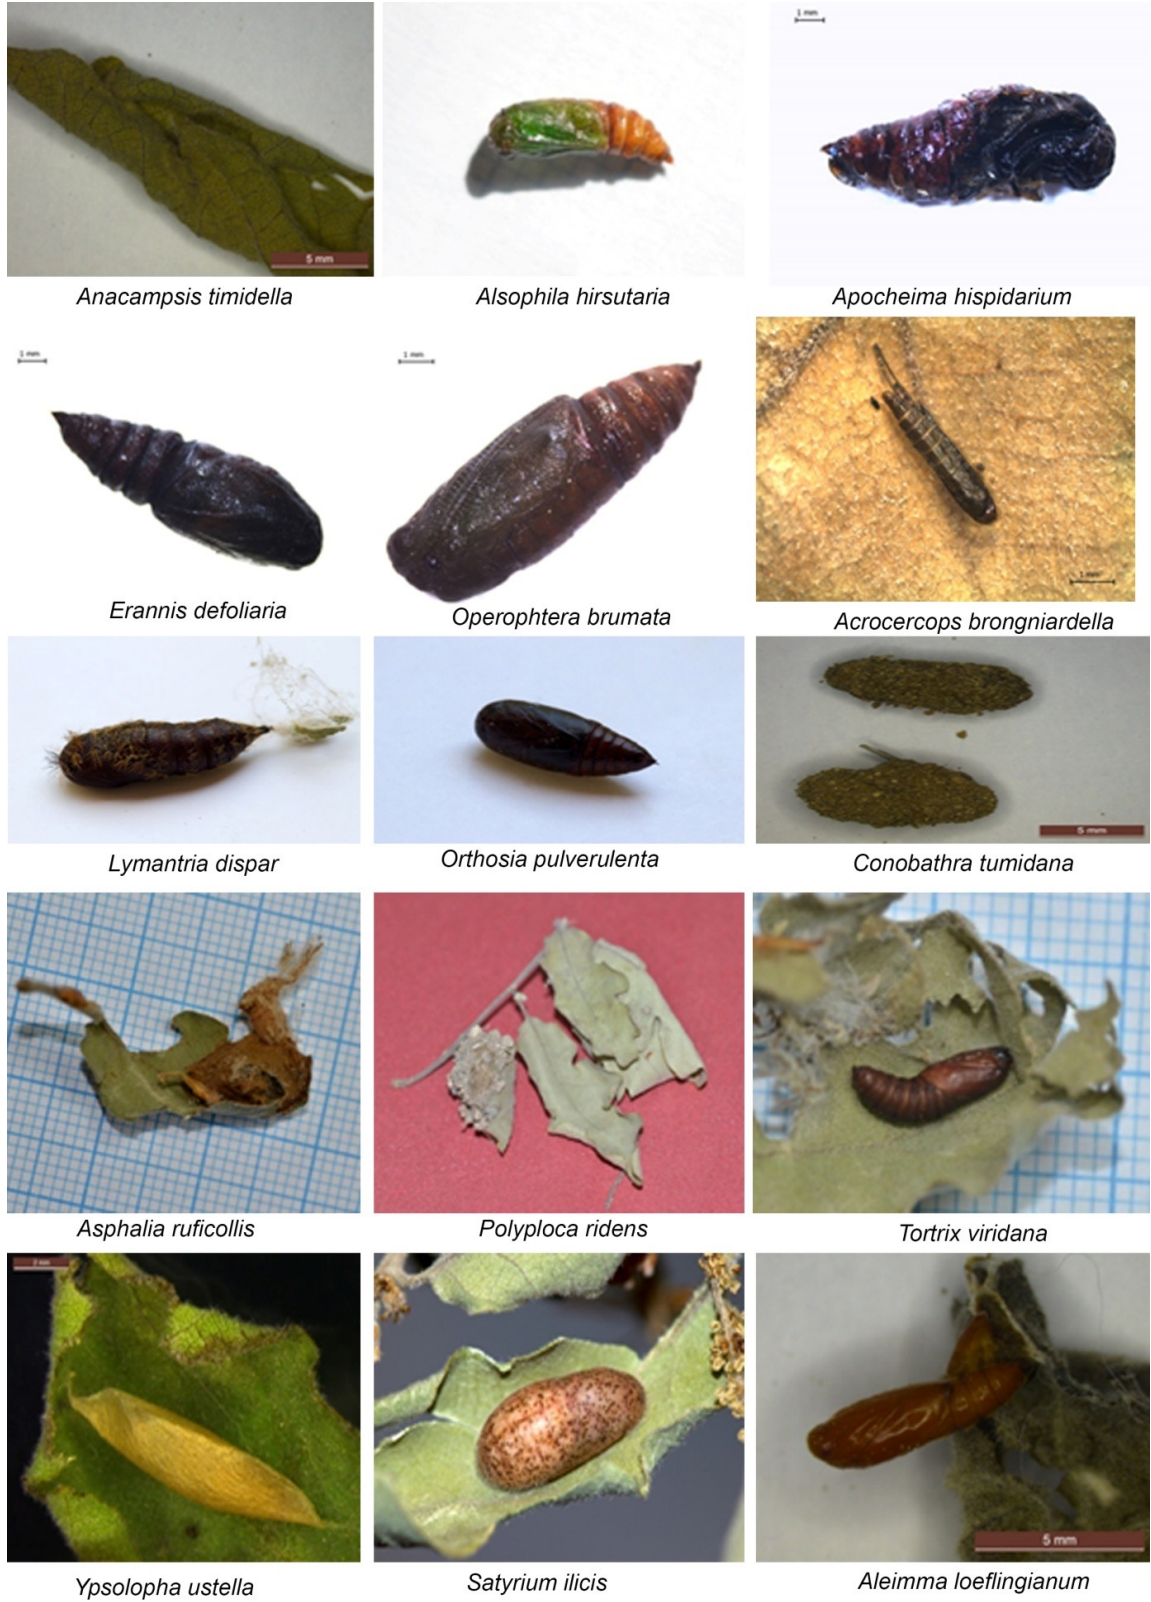 1 mm
5 mm
Anacampsis timidella
Alsophila hirsutaria
Apocheima hispidarium
1 mm
1 mm
1 mm
Erannis defoliaria
Operophtera brumata
Acrocercops brongniardella
5 mm
Lymantria dispar
Orthosia pulverulenta
Conobathra tumidana
Asphalia ruficollis
Polyploca ridens
Tortrix viridana
2 mm
5 mm
Ypsolopha ustella
Satyrium ilicis
Aleimma loeflingianum